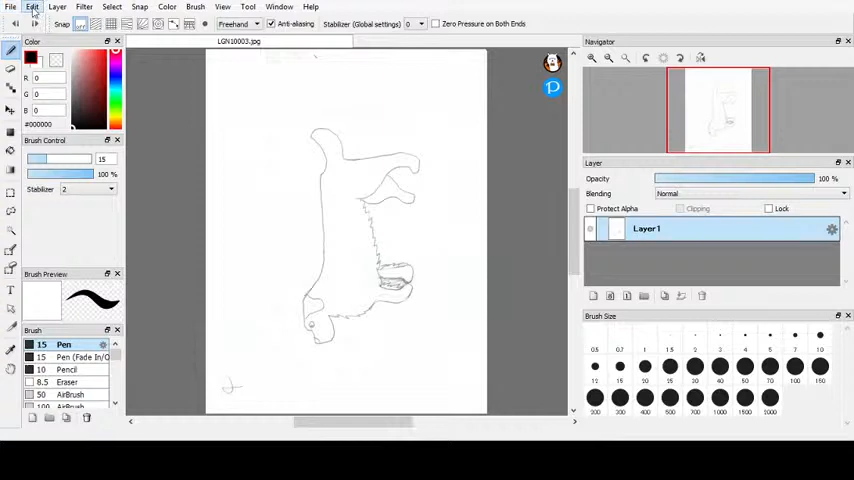 File Edit Layer Filter Select Snap Color Brush View Tool Window Help
Snap off Freehand Anti-aliasing Stabilizer (Global settings) 0 Zero Pressure on Both Ends
LGN10003.jpg
Color
R 0
G 0
B 0
#000000
Brush Control
15
100 %
Stabilizer 2
Brush Preview
Brush
15 Pen
15 Pen (Fade In/O
10 Pencil
8.5 Eraser
50 AirBrush
100 AirBrush
Navigator
Layer
Opacity 100 %
Blending Normal
Protect Alpha Clipping Lock
Layer1
Brush Size
0.5 0.7 1 1.5 2 3 4 5 7 10
12 15 20 25 30 40 50 70 100 150
200 300 400 500 700 1000 1500 2000